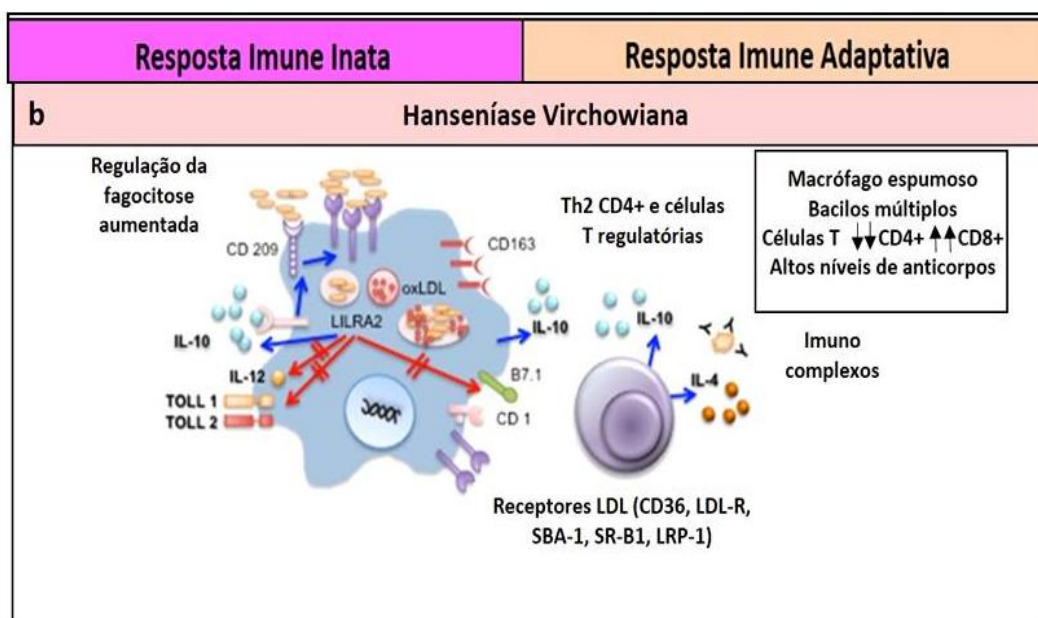 Resposta Imune Inata
Resposta Imune Adaptativa
b
Hanseníase Virchowiana
Regulação da
fagocitose
aumentada
CD 209
CD163
oxLDL
LILRA2
IL-10
IL-12
TOLL 1
TOLL 2
IL-10
B7.1
CD 1
Th2 CD4+ e células
T regulatórias
IL-10
IL-4
Macrófago espumoso
Bacilos múltiplos
Células T ↓↓CD4+ ↑↑CD8+
Altos níveis de anticorpos
Imuno
complexos
Receptores LDL (CD36, LDL-R,
SBA-1, SR-B1, LRP-1)